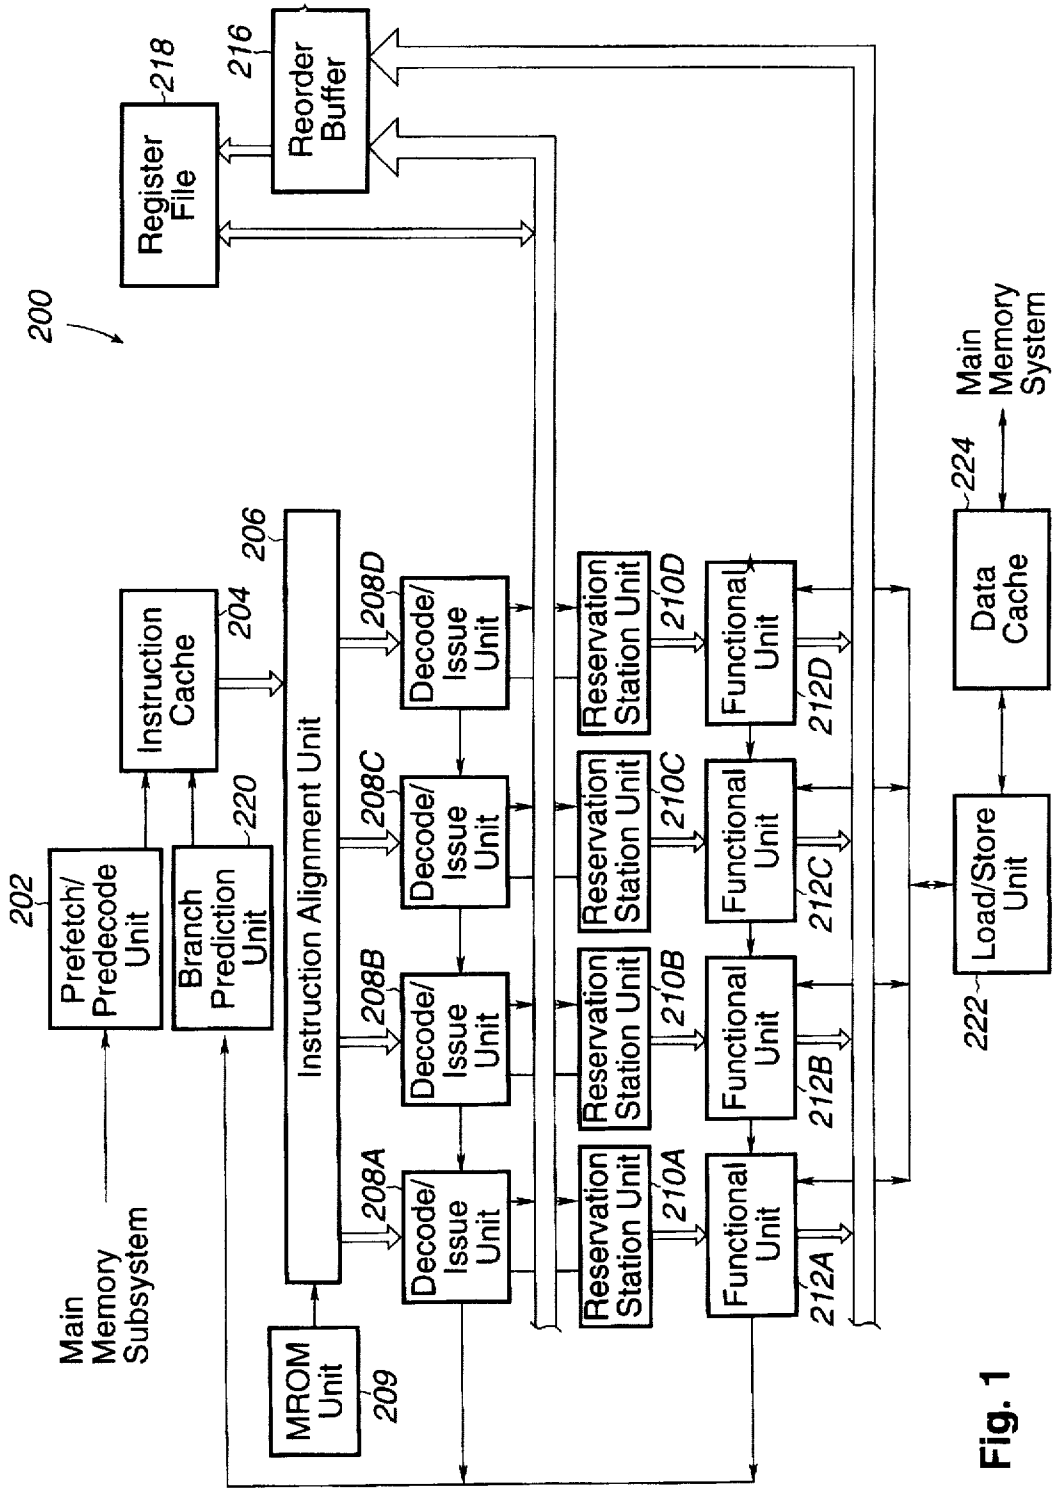 200
Main
Memory
Subsystem
Prefetch/
Predecode
Unit
202
Branch
Prediction
Unit
220
Instruction
Cache
204
Register
File
218
Reorder
Buffer
216
MROM
Unit
209
Instruction Alignment Unit
206
Decode/
Issue
Unit
208A
Decode/
Issue
Unit
208B
Decode/
Issue
Unit
208C
Decode/
Issue
Unit
208D
Reservation
Station Unit
210A
Reservation
Station Unit
210B
Reservation
Station Unit
210C
Reservation
Station Unit
210D
Functional
Unit
212A
Functional
Unit
212B
Functional
Unit
212C
Functional
Unit
212D
Load/Store
Unit
222
Data
Cache
224
Main
Memory
System
Fig. 1